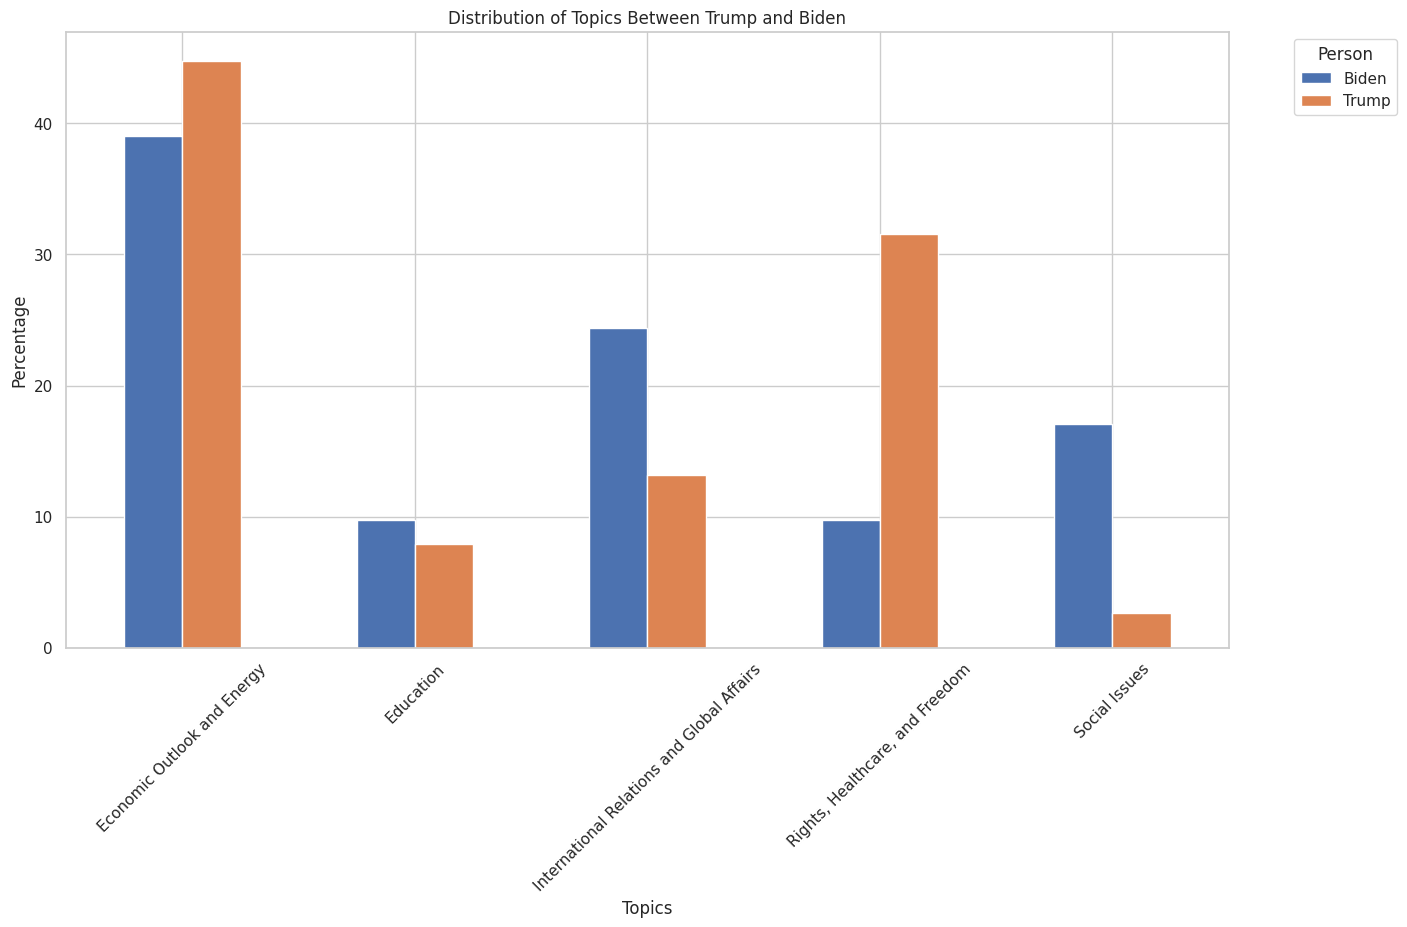 Distribution of Topics Between Trump and Biden
Person
Biden
Trump
Percentage
40
30
20
10
0
Economic Outlook and Energy
Education
International Relations and Global Affairs
Rights, Healthcare, and Freedom
Social Issues
Topics